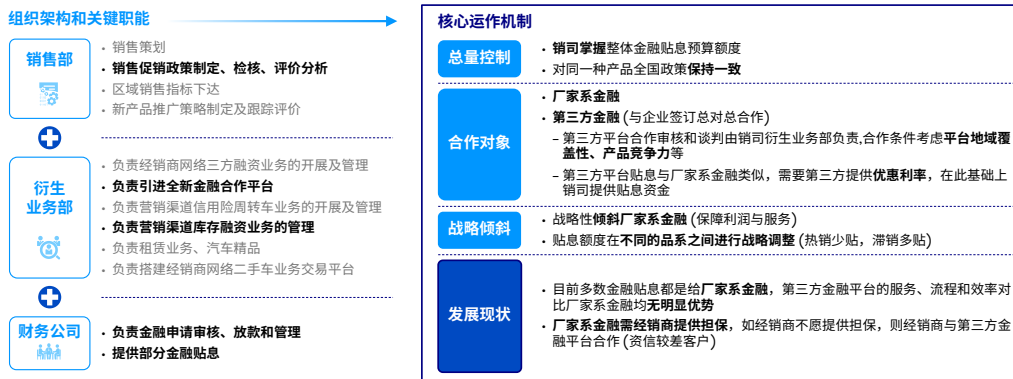 组织架构和关键职能
销售部
· 销售策划
· 销售促销政策制定、检核、评价分析
· 区域销售指标下达
· 新产品推广策略制定及跟踪评价
衍生
业务部
· 负责经销商网络三方融资业务的开展及管理
· 负责引进全新金融合作平台
· 负责营销渠道信用险周转车业务的开展及管理
· 负责营销渠道库存融资业务的管理
· 负责租赁业务、汽车精品
· 负责搭建经销商网络二手车业务交易平台
财务公司
· 负责金融申请审核、放款和管理
· 提供部分金融贴息
核心运作机制
总量控制
· 销司掌握整体金融贴息预算额度
· 对同一种产品全国政策保持一致
合作对象
· 厂家系金融
· 第三方金融 (与企业签订总对总合作)
– 第三方平台合作审核和谈判由销司衍生业务部负责,合作条件考虑平台地域覆
盖性、产品竞争力等
– 第三方平台贴息与厂家系金融类似，需要第三方提供优惠利率，在此基础上
销司提供贴息资金
战略倾斜
· 战略性倾斜厂家系金融 (保障利润与服务)
· 贴息额度在不同的品系之间进行战略调整 (热销少贴，滞销多贴)
发展现状
· 目前多数金融贴息都是给厂家系金融，第三方金融平台的服务、流程和效率对
比厂家系金融均无明显优势
· 厂家系金融需经销商提供担保，如经销商不愿提供担保，则经销商与第三方金
融平台合作 (资信较差客户)